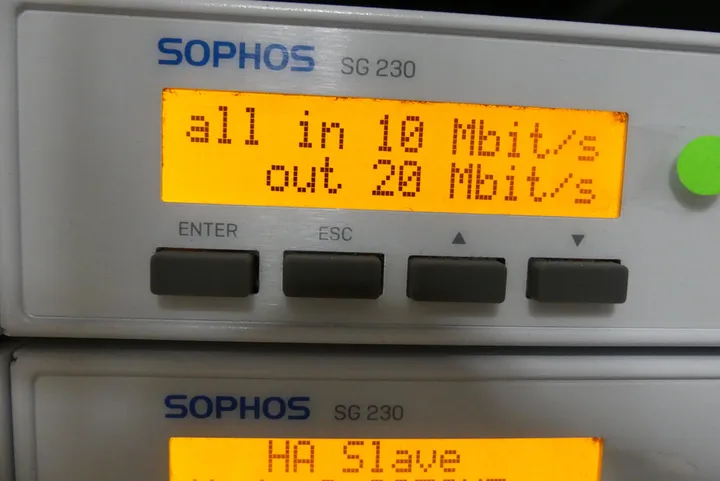 SOPHOS SG 230
all in 10 Mbit/s
out 20 Mbit/s
ENTER ESC ▲ ▼
SOPHOS SG 230
HA Slave